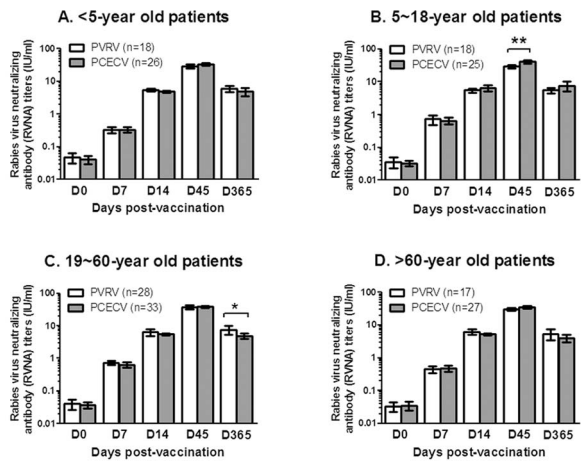 A. <5-year old patients
Rabies virus neutralizing
antibody (RVNA) titers (IU/ml)
100
10
1
0.1
0.01
PVRV (n=18)
PCECV (n=26)
D0 D7 D14 D45 D365
Days post-vaccination
B. 5~18-year old patients
Rabies virus neutralizing
antibody (RVNA) titers (IU/ml)
100
10
1
0.1
0.01
PVRV (n=18)
PCECV (n=25)
**
D0 D7 D14 D45 D365
Days post-vaccination
C. 19~60-year old patients
Rabies virus neutralizing
antibody (RVNA) titers (IU/ml)
100
10
1
0.1
0.01
PVRV (n=28)
PCECV (n=33)
*
D0 D7 D14 D45 D365
Days post-vaccination
D. >60-year old patients
Rabies virus neutralizing
antibody (RVNA) titers (IU/ml)
100
10
1
0.1
0.01
PVRV (n=17)
PCECV (n=27)
D0 D7 D14 D45 D365
Days post-vaccination